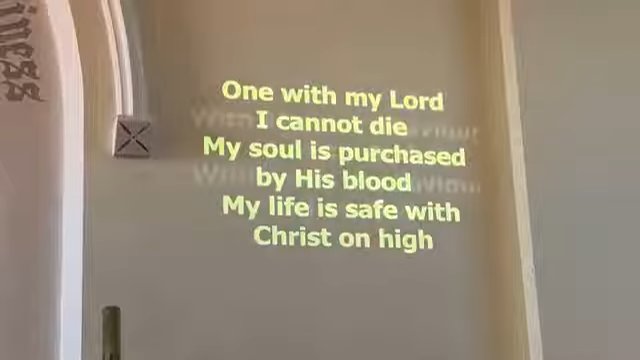 One with my Lord
I cannot die
My soul is purchased
by His blood
My life is safe with
Christ on high